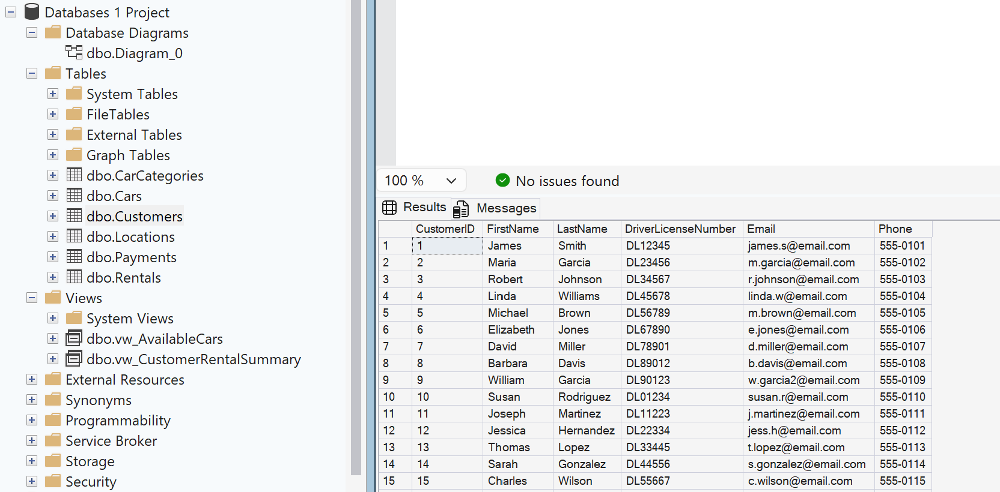 Databases 1 Project
Database Diagrams
dbo.Diagram_0
Tables
System Tables
FileTables
External Tables
Graph Tables
dbo.CarCategories
dbo.Cars
dbo.Customers
dbo.Locations
dbo.Payments
dbo.Rentals
Views
System Views
dbo.vw_AvailableCars
dbo.vw_CustomerRentalSummary
External Resources
Synonyms
Programmability
Service Broker
Storage
Security
100 % No issues found
Results Messages
CustomerID FirstName LastName DriverLicenseNumber Email Phone
1 1 James Smith DL12345 james.s@email.com 555-0101
2 2 Maria Garcia DL23456 m.garcia@email.com 555-0102
3 3 Robert Johnson DL34567 r.johnson@email.com 555-0103
4 4 Linda Williams DL45678 linda.w@email.com 555-0104
5 5 Michael Brown DL56789 m.brown@email.com 555-0105
6 6 Elizabeth Jones DL67890 e.jones@email.com 555-0106
7 7 David Miller DL78901 d.miller@email.com 555-0107
8 8 Barbara Davis DL89012 b.davis@email.com 555-0108
9 9 William Garcia DL90123 w.garcia2@email.com 555-0109
10 10 Susan Rodriguez DL01234 susan.r@email.com 555-0110
11 11 Joseph Martinez DL11223 j.martinez@email.com 555-0111
12 12 Jessica Hernandez DL22334 jess.h@email.com 555-0112
13 13 Thomas Lopez DL33445 t.lopez@email.com 555-0113
14 14 Sarah Gonzalez DL44556 s.gonzalez@email.com 555-0114
15 15 Charles Wilson DL55667 c.wilson@email.com 555-0115